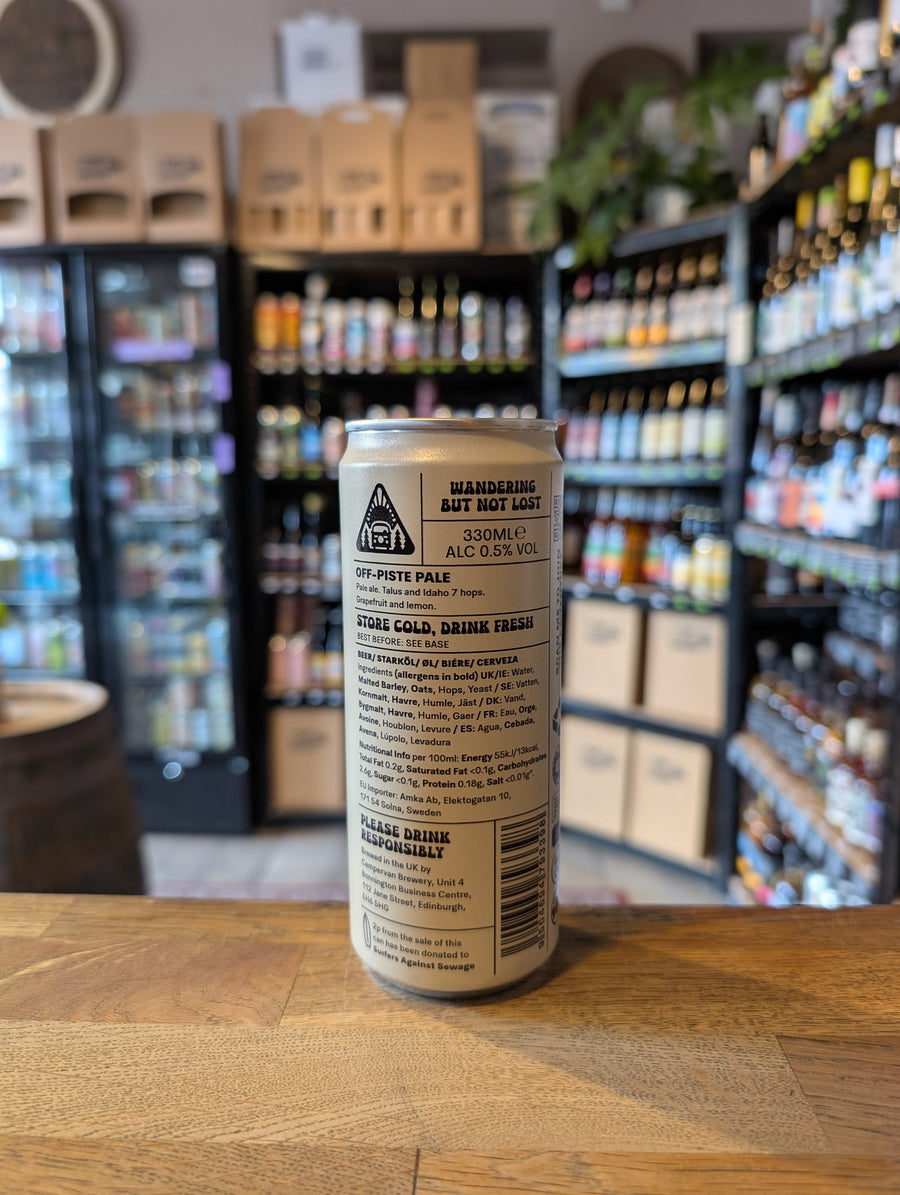 WANDERING
BUT NOT LOST
330ML℮
ALC 0.5% VOL
OFF-PISTE PALE
Pale ale. Talus and Idaho 7 hops.
Grapefruit and lemon.
STORE COLD, DRINK FRESH
BEST BEFORE: SEE BASE
BEER/ STARKÖL/ ØL/ BIÉRE/ CERVEZA
Ingredients (allergens in bold) UK/IE: Water,
Malted Barley, Oats, Hops, Yeast / SE: Vatten,
Kornmalt, Havre, Humle, Jäst / DK: Vand,
Bygmalt, Havre, Humle, Gaer / FR: Eau, Orge,
Avoine, Houblon, Levure / ES: Agua, Cebada,
Avena, Lúpolo, Levadura
Nutritional Info per 100ml: Energy 55kJ/13kcal,
Total Fat 0.2g, Saturated Fat <0.1g, Carbohydrates
2.6g, Sugar <0.1g, Protein 0.18g, Salt <0.01g"
EU Importer: Amka Ab, Elektogatan 10,
171 54 Solna, Sweden
PLEASE DRINK
RESPONSIBLY
Brewed in the UK by
Campervan Brewery, Unit 4
Bonnington Business Centre,
112 Jane Street, Edinburgh,
EH6 5HG
2p from the sale of this
can has been donated to
Surfers Against Sewage